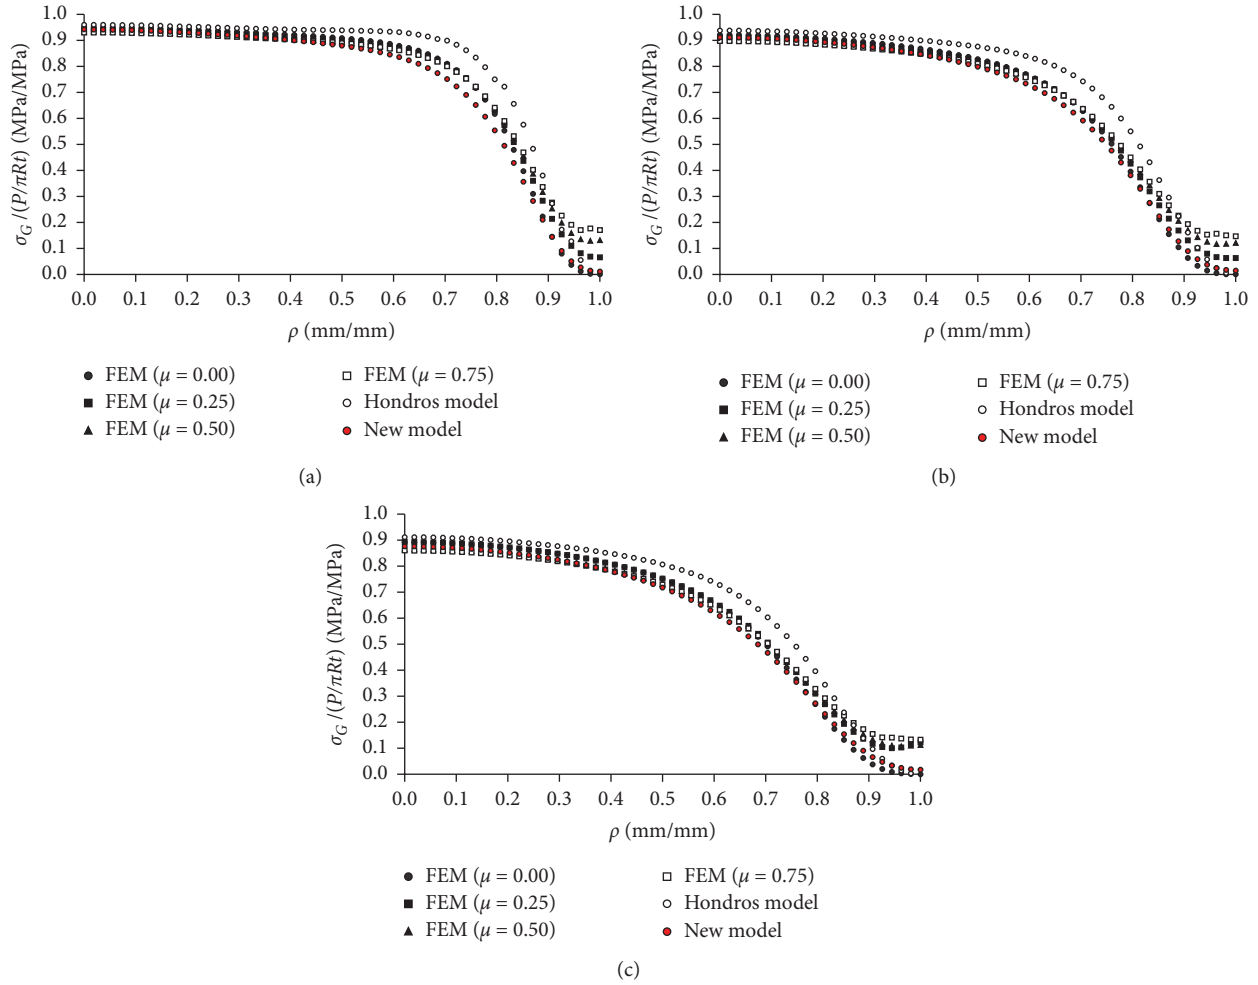 1.0
0.9
0.8
0.7
0.6
0.5
0.4
0.3
0.2
0.1
0.0
σG/(P/πRt) (MPa/MPa)
0.0 0.1 0.2 0.3 0.4 0.5 0.6 0.7 0.8 0.9 1.0
ρ (mm/mm)
FEM (μ = 0.00)
FEM (μ = 0.25)
FEM (μ = 0.50)
FEM (μ = 0.75)
Hondros model
New model
(a)
1.0
0.9
0.8
0.7
0.6
0.5
0.4
0.3
0.2
0.1
0.0
σG/(P/πRt) (MPa/MPa)
0.0 0.1 0.2 0.3 0.4 0.5 0.6 0.7 0.8 0.9 1.0
ρ (mm/mm)
FEM (μ = 0.00)
FEM (μ = 0.25)
FEM (μ = 0.50)
FEM (μ = 0.75)
Hondros model
New model
(b)
1.0
0.9
0.8
0.7
0.6
0.5
0.4
0.3
0.2
0.1
0.0
σG/(P/πRt) (MPa/MPa)
0.0 0.1 0.2 0.3 0.4 0.5 0.6 0.7 0.8 0.9 1.0
ρ (mm/mm)
FEM (μ = 0.00)
FEM (μ = 0.25)
FEM (μ = 0.50)
FEM (μ = 0.75)
Hondros model
New model
(c)